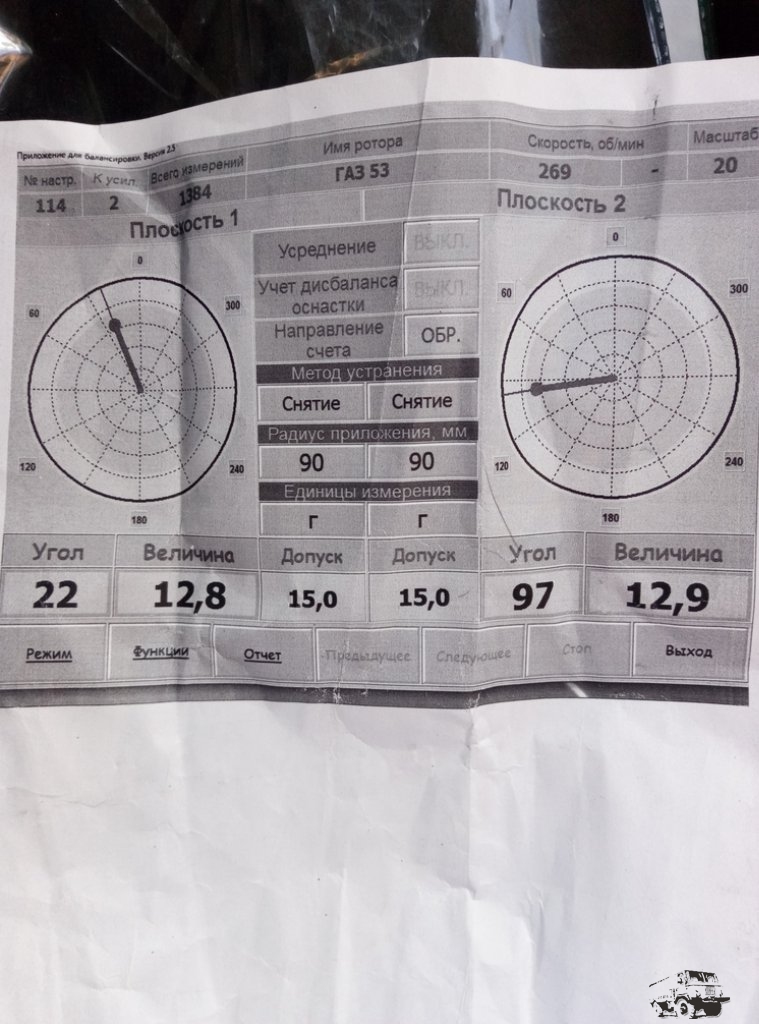 Приложение для балансировки. Версия 2.5
№ настр. К усил. Всего измерений Имя ротора Скорость, об/мин Масштаб
114 2 1384 ГАЗ 53 269 - 20
Плоскость 1 Плоскость 2
0 60 120 180 240 300
0 60 120 180 240 300
Усреднение ВЫКЛ.
Учет дисбаланса оснастки ВЫКЛ.
Направление счета ОБР.
Метод устранения
Снятие Снятие
Радиус приложения, мм
90 90
Единицы измерения
г г
Угол Величина Допуск Допуск Угол Величина
22 12,8 15,0 15,0 97 12,9
Режим Функции Отчет Предыдущее Следующее Стоп Выход